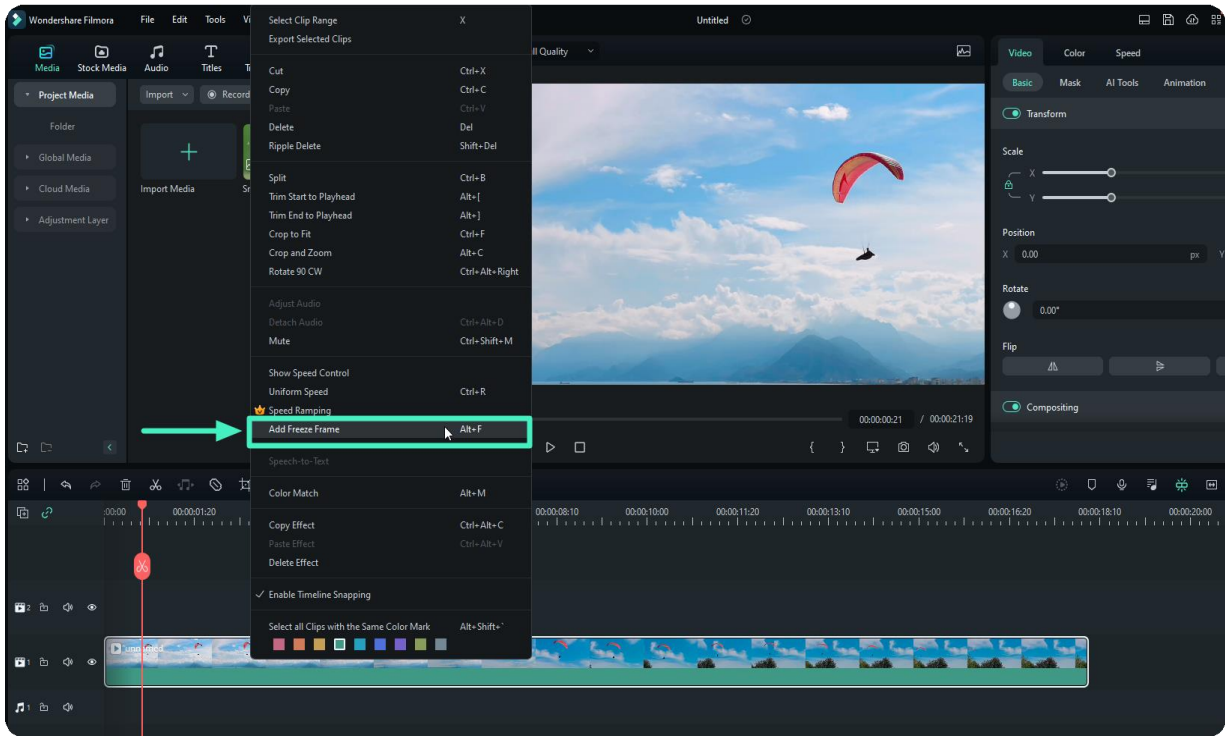 Wondershare Filmora File Edit Tools
Untitled
Media Stock Media Audio Titles
Project Media
Folder
Global Media
Cloud Media
Adjustment Layer
Import
Import Media
Select Clip Range X
Export Selected Clips
Cut Ctrl+X
Copy Ctrl+C
Paste Ctrl+V
Delete Del
Ripple Delete Shift+Del
Split Ctrl+B
Trim Start to Playhead Alt+[
Trim End to Playhead Alt+]
Crop to Fit Ctrl+F
Crop and Zoom Alt+C
Rotate 90 CW Ctrl+Alt+Right
Adjust Audio
Detach Audio Ctrl+Alt+D
Mute Ctrl+Shift+M
Show Speed Control
Uniform Speed Ctrl+R
Speed Ramping
Add Freeze Frame Alt+F
Speech-to-Text
Color Match Alt+M
Copy Effect Ctrl+Alt+C
Paste Effect Ctrl+Alt+V
Delete Effect
Enable Timeline Snapping
Select all Clips with the Same Color Mark Alt+Shift+`
Quality
00:00:00:21 / 00:00:21:19
Video Color Speed
Basic Mask AI Tools Animation
Transform
Scale
X
Y
Position
X 0.00 px Y
Rotate
0.00°
Flip
Compositing
:00:00 00:00:01:20 00:00:08:10 00:00:10:00 00:00:11:20 00:00:13:10 00:00:15:00 00:00:16:20 00:00:18:10 00:00:20:00
2
1
unnamed
1